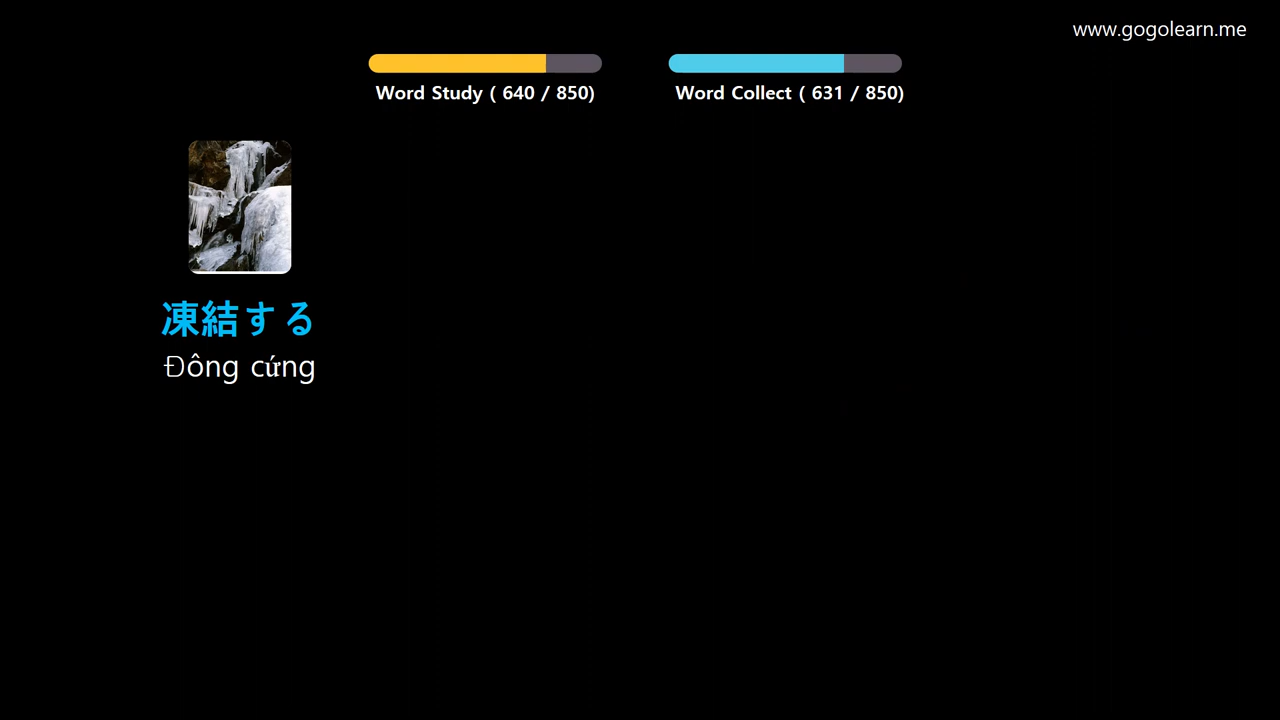 www.gogolearn.me
Word Study ( 640 / 850)
Word Collect ( 631 / 850)
凍結する
Đông cứng